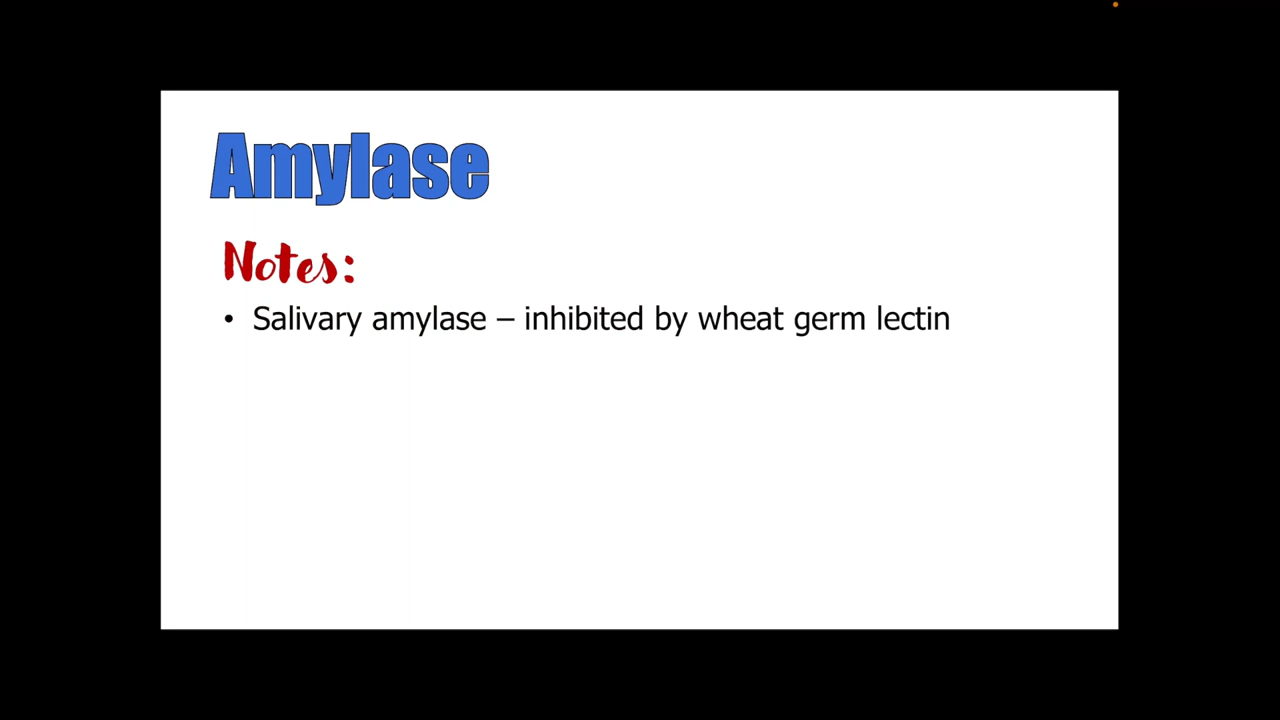 Amylase
Notes:
• Salivary amylase – inhibited by wheat germ lectin